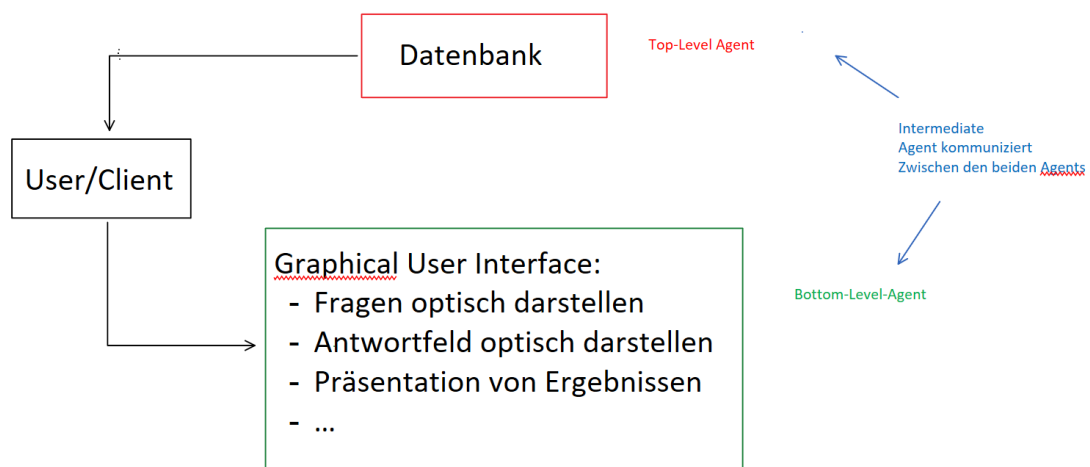 Datenbank
Top-Level Agent
User/Client
Intermediate
Agent kommuniziert
Zwischen den beiden Agents
Graphical User Interface:
- Fragen optisch darstellen
- Antwortfeld optisch darstellen
- Präsentation von Ergebnissen
- ...
Bottom-Level-Agent